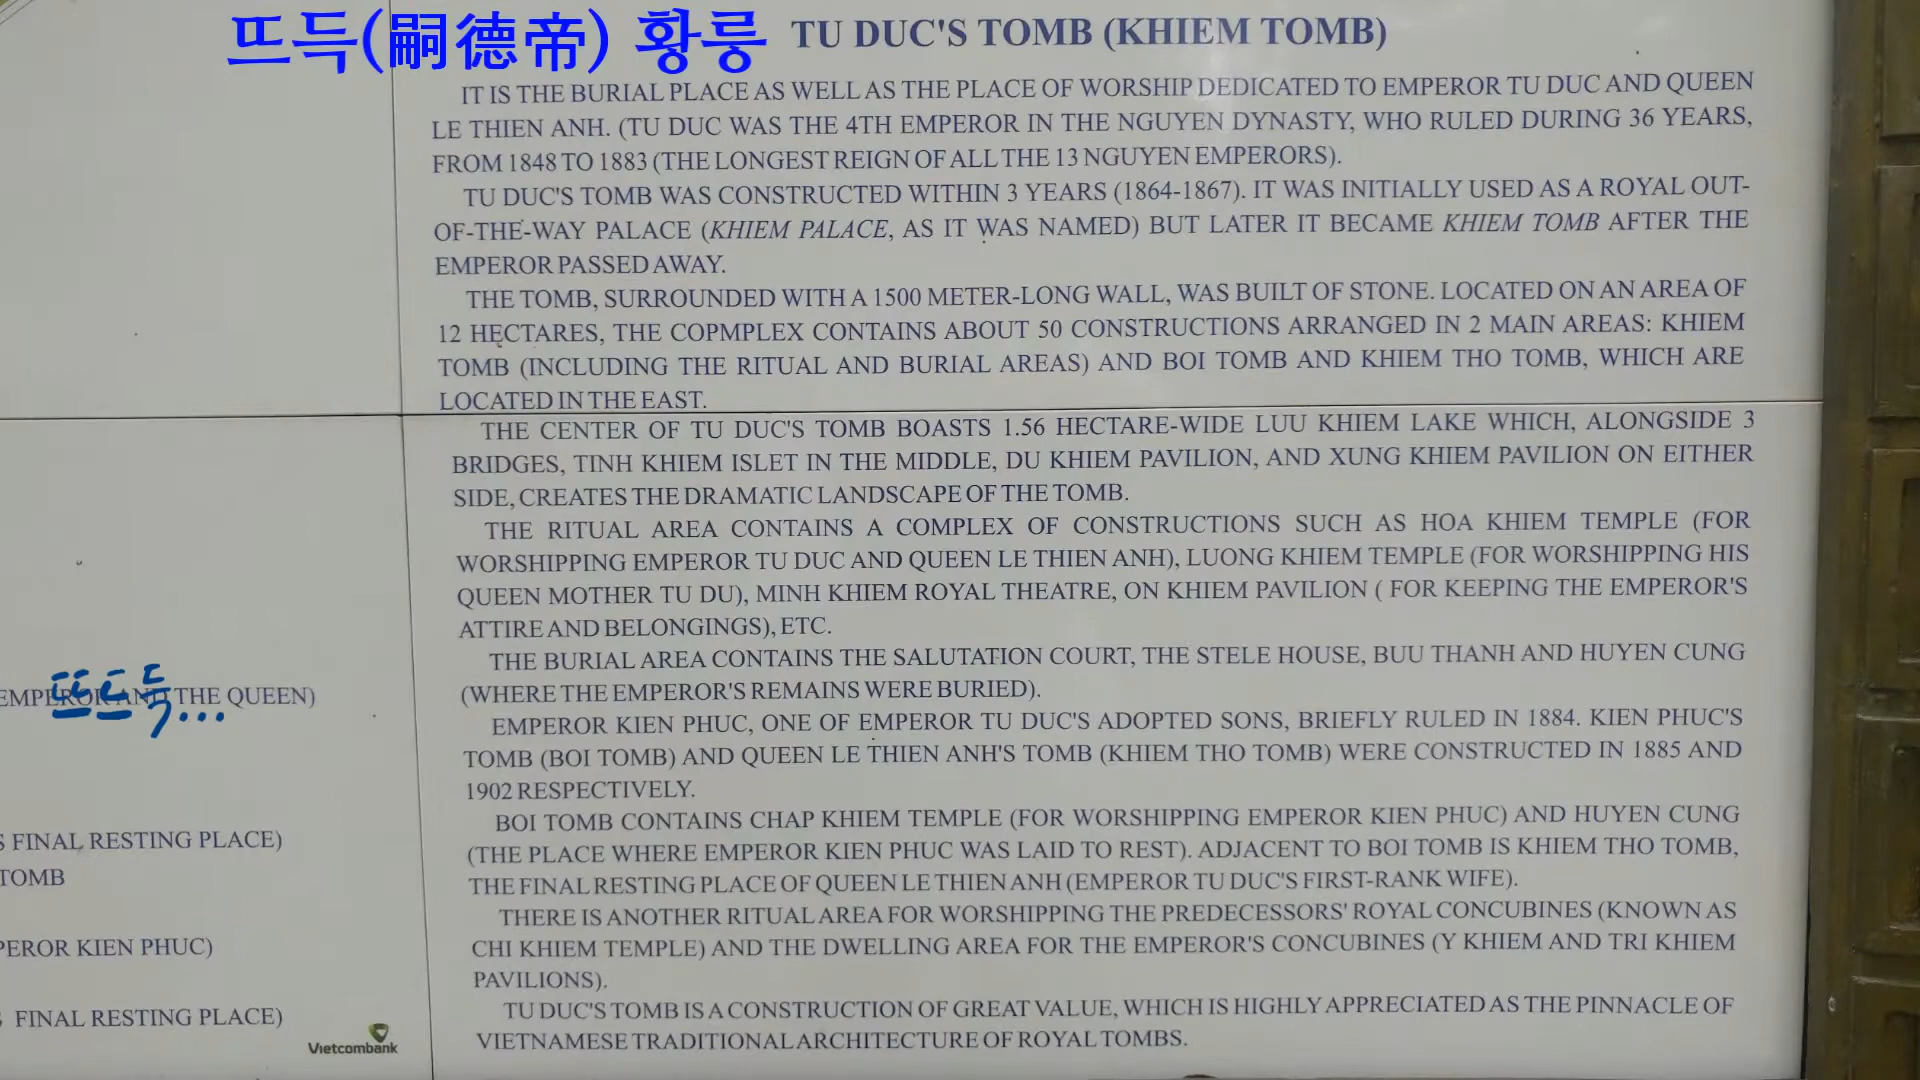 뜨득(嗣德帝) 황릉
TU DUC'S TOMB (KHIEM TOMB)
IT IS THE BURIAL PLACE AS WELL AS THE PLACE OF WORSHIP DEDICATED TO EMPEROR TU DUC AND QUEEN
LE THIEN ANH. (TU DUC WAS THE 4TH EMPEROR IN THE NGUYEN DYNASTY, WHO RULED DURING 36 YEARS,
FROM 1848 TO 1883 (THE LONGEST REIGN OF ALL THE 13 NGUYEN EMPERORS).
TU DUC'S TOMB WAS CONSTRUCTED WITHIN 3 YEARS (1864-1867). IT WAS INITIALLY USED AS A ROYAL OUT-
OF-THE-WAY PALACE (KHIEM PALACE, AS IT WAS NAMED) BUT LATER IT BECAME KHIEM TOMB AFTER THE
EMPEROR PASSED AWAY.
THE TOMB, SURROUNDED WITH A 1500 METER-LONG WALL, WAS BUILT OF STONE. LOCATED ON AN AREA OF
12 HECTARES, THE COPMPLEX CONTAINS ABOUT 50 CONSTRUCTIONS ARRANGED IN 2 MAIN AREAS: KHIEM
TOMB (INCLUDING THE RITUAL AND BURIAL AREAS) AND BOI TOMB AND KHIEM THO TOMB, WHICH ARE
LOCATED IN THE EAST.
THE CENTER OF TU DUC'S TOMB BOASTS 1.56 HECTARE-WIDE LUU KHIEM LAKE WHICH, ALONGSIDE 3
BRIDGES, TINH KHIEM ISLET IN THE MIDDLE, DU KHIEM PAVILION, AND XUNG KHIEM PAVILION ON EITHER
SIDE, CREATES THE DRAMATIC LANDSCAPE OF THE TOMB.
THE RITUAL AREA CONTAINS A COMPLEX OF CONSTRUCTIONS SUCH AS HOA KHIEM TEMPLE (FOR
WORSHIPPING EMPEROR TU DUC AND QUEEN LE THIEN ANH), LUONG KHIEM TEMPLE (FOR WORSHIPPING HIS
QUEEN MOTHER TU DU), MINH KHIEM ROYAL THEATRE, ON KHIEM PAVILION ( FOR KEEPING THE EMPEROR'S
ATTIRE AND BELONGINGS), ETC.
THE BURIAL AREA CONTAINS THE SALUTATION COURT, THE STELE HOUSE, BUU THANH AND HUYEN CUNG
(WHERE THE EMPEROR'S REMAINS WERE BURIED).
EMPEROR KIEN PHUC, ONE OF EMPEROR TU DUC'S ADOPTED SONS, BRIEFLY RULED IN 1884. KIEN PHUC'S
TOMB (BOI TOMB) AND QUEEN LE THIEN ANH'S TOMB (KHIEM THO TOMB) WERE CONSTRUCTED IN 1885 AND
1902 RESPECTIVELY.
BOI TOMB CONTAINS CHAP KHIEM TEMPLE (FOR WORSHIPPING EMPEROR KIEN PHUC) AND HUYEN CUNG
(THE PLACE WHERE EMPEROR KIEN PHUC WAS LAID TO REST). ADJACENT TO BOI TOMB IS KHIEM THO TOMB,
THE FINAL RESTING PLACE OF QUEEN LE THIEN ANH (EMPEROR TU DUC'S FIRST-RANK WIFE).
THERE IS ANOTHER RITUAL AREA FOR WORSHIPPING THE PREDECESSORS' ROYAL CONCUBINES (KNOWN AS
CHI KHIEM TEMPLE) AND THE DWELLING AREA FOR THE EMPEROR'S CONCUBINES (Y KHIEM AND TRI KHIEM
PAVILIONS).
TU DUC'S TOMB IS A CONSTRUCTION OF GREAT VALUE, WHICH IS HIGHLY APPRECIATED AS THE PINNACLE OF
VIETNAMESE TRADITIONAL ARCHITECTURE OF ROYAL TOMBS.
EMPEROR AND THE QUEEN)
FINAL RESTING PLACE)
TOMB
PEROR KIEN PHUC)
FINAL RESTING PLACE)
Vietcombank